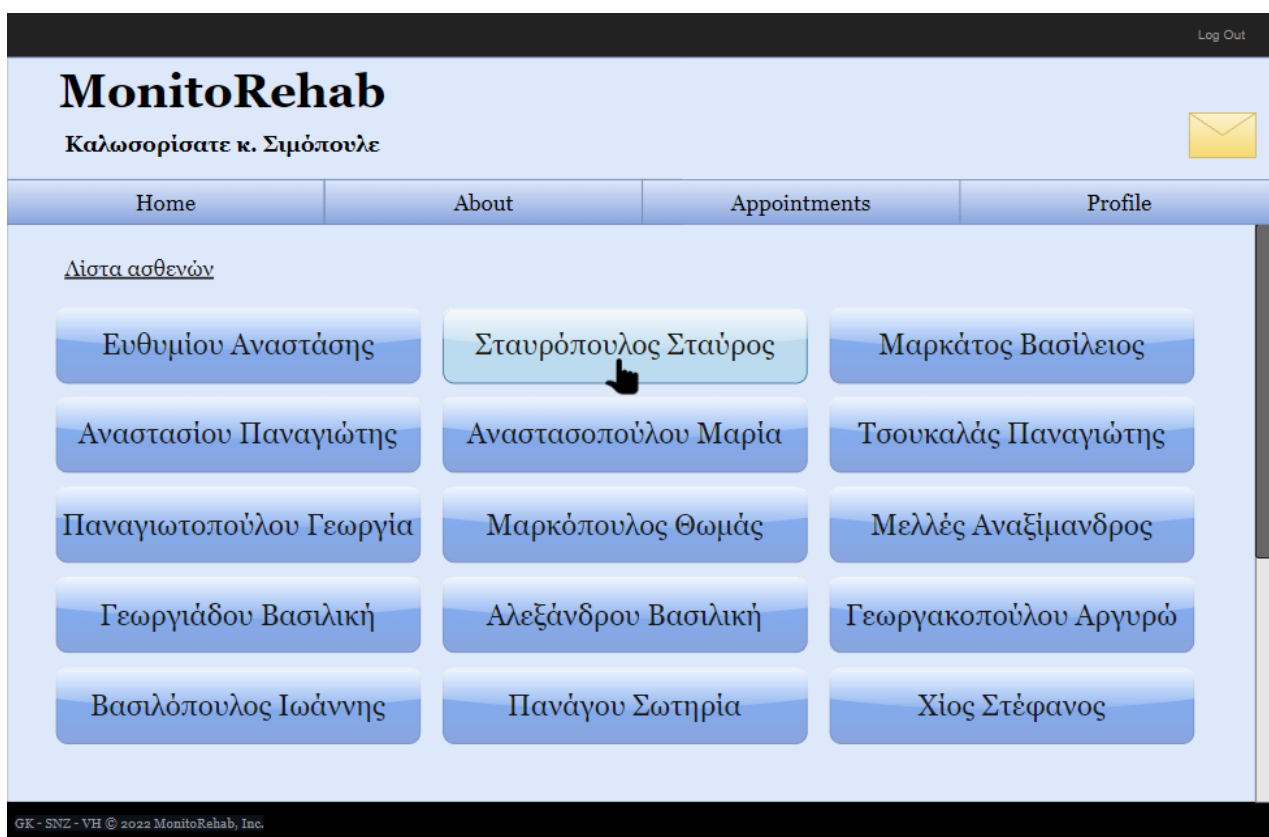 Log Out
MonitoRehab
Καλωσορίσατε κ. Σιμόπουλε
Home About Appointments Profile
Λίστα ασθενών
Ευθυμίου Αναστάσης Σταυρόπουλος Σταύρος Μαρκάτος Βασίλειος
Αναστασίου Παναγιώτης Αναστασοπούλου Μαρία Τσουκαλάς Παναγιώτης
Παναγιωτοπούλου Γεωργία Μαρκόπουλος Θωμάς Μελλές Αναξίμανδρος
Γεωργιάδου Βασιλική Αλεξάνδρου Βασιλική Γεωργακοπούλου Αργυρώ
Βασιλόπουλος Ιωάννης Πανάγου Σωτηρία Χίος Στέφανος
GK - SNZ - VH © 2022 MonitoRehab, Inc.